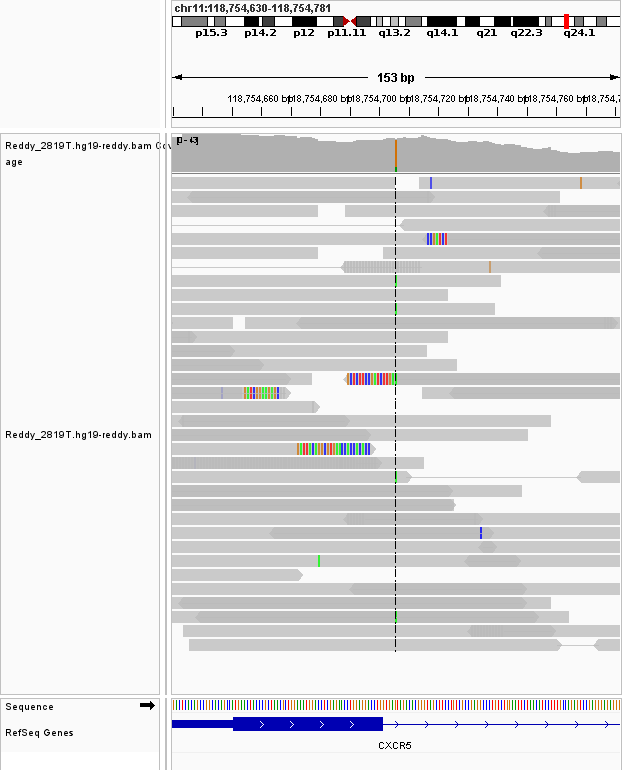 chr11:118,754,630-118,754,781
p15.3 p14.2 p12 p11.11 q13.2 q14.1 q21 q22.3 q24.1
153 bp
118,754,660 bp 118,754,680 bp 118,754,700 bp 118,754,720 bp 118,754,740 bp 118,754,760 bp 118,754,7
Reddy_2819T.hg19-reddy.bam Cov
age
Reddy_2819T.hg19-reddy.bam
Sequence
RefSeq Genes
CXCR5